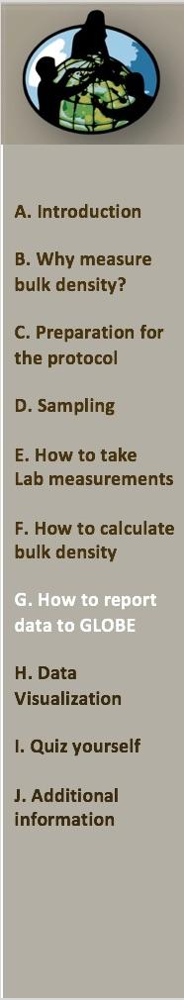 A. Introduction
B. Why measure
bulk density?
C. Preparation for
the protocol
D. Sampling
E. How to take
Lab measurements
F. How to calculate
bulk density
G. How to report
data to GLOBE
H. Data
Visualization
I. Quiz yourself
J. Additional
information